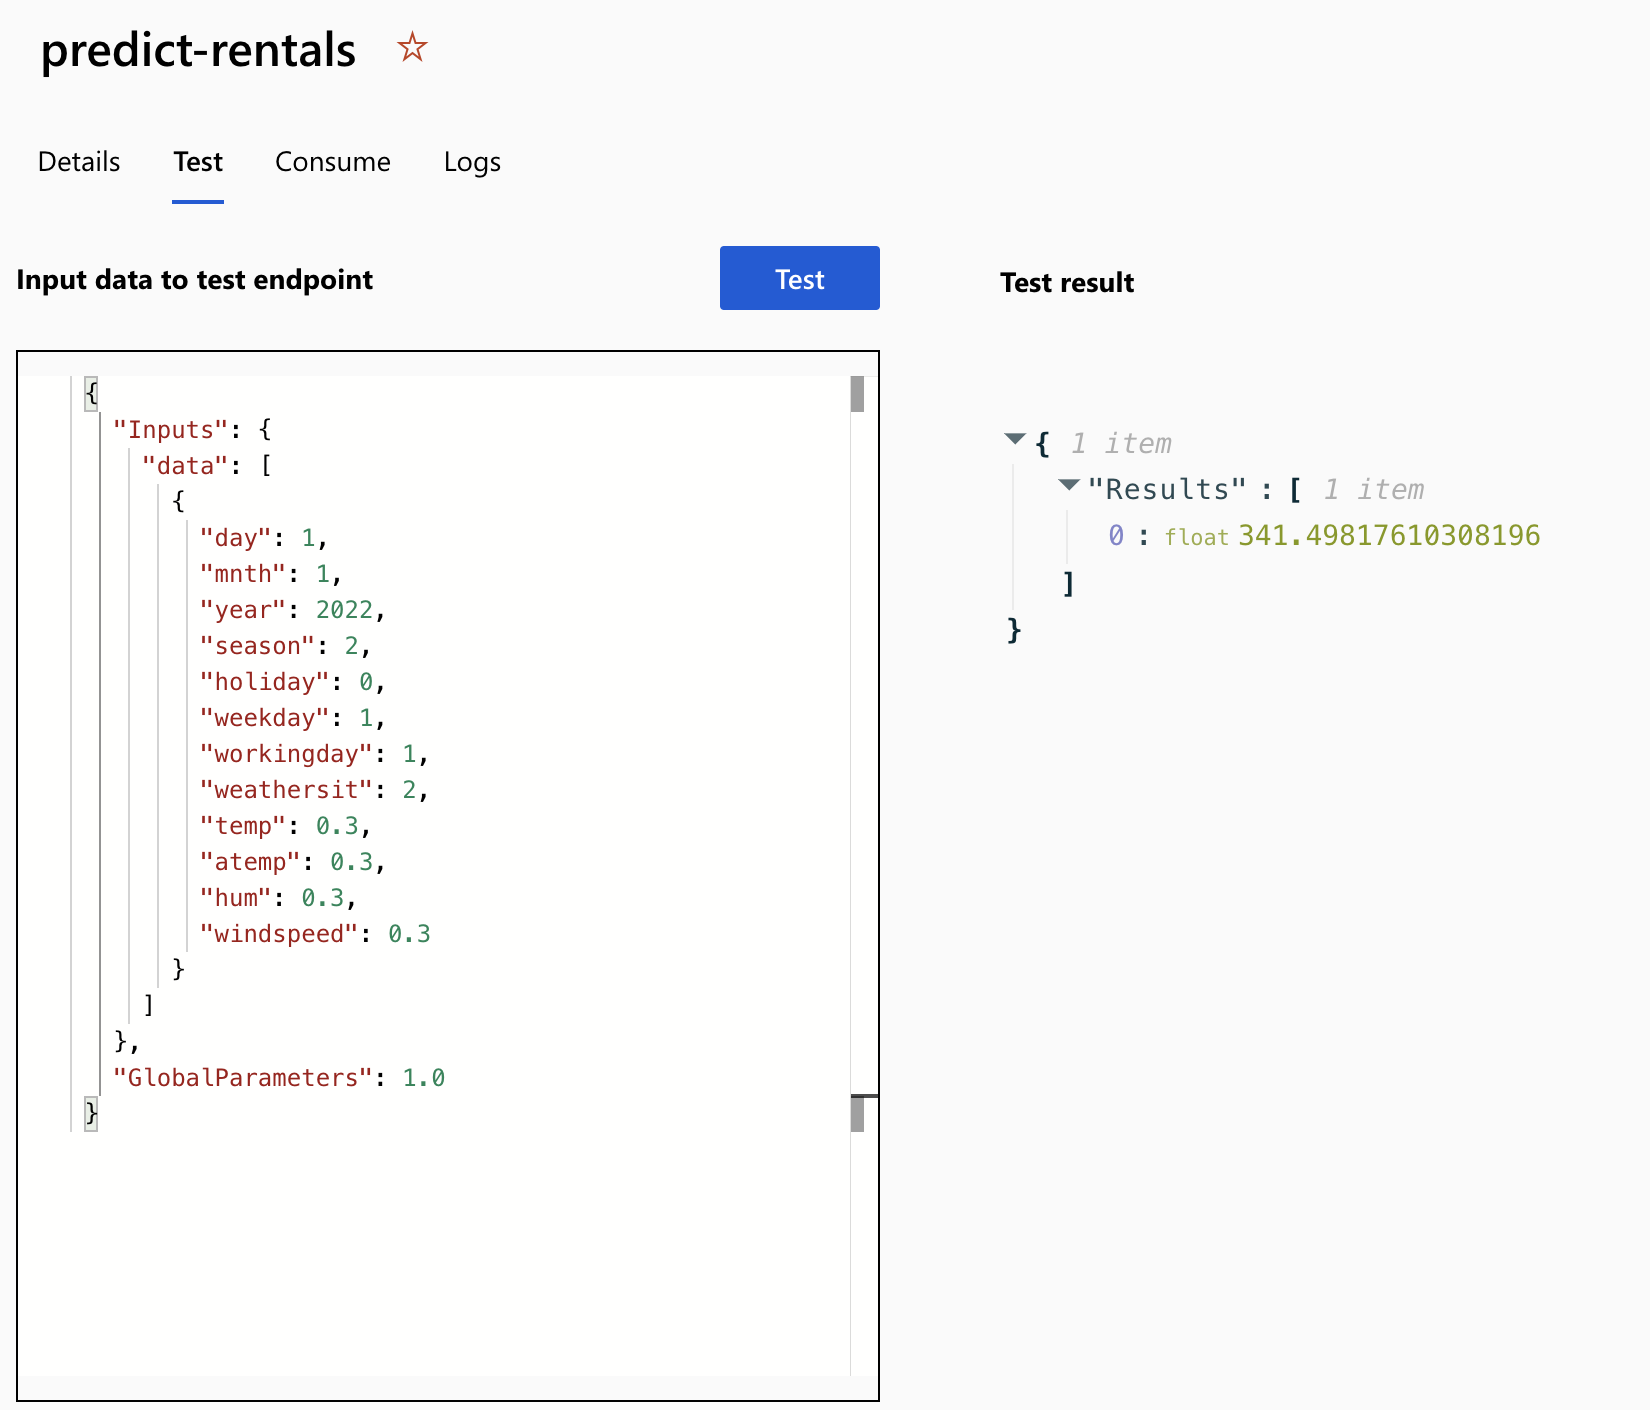 predict-rentals
Details Test Consume Logs
Input data to test endpoint
Test
{
"Inputs": {
"data": [
{
"day": 1,
"mnth": 1,
"year": 2022,
"season": 2,
"holiday": 0,
"weekday": 1,
"workingday": 1,
"weathersit": 2,
"temp": 0.3,
"atemp": 0.3,
"hum": 0.3,
"windspeed": 0.3
}
]
},
"GlobalParameters": 1.0
}
Test result
{ 1 item
"Results" : [ 1 item
0 : float 341.49817610308196
]
}